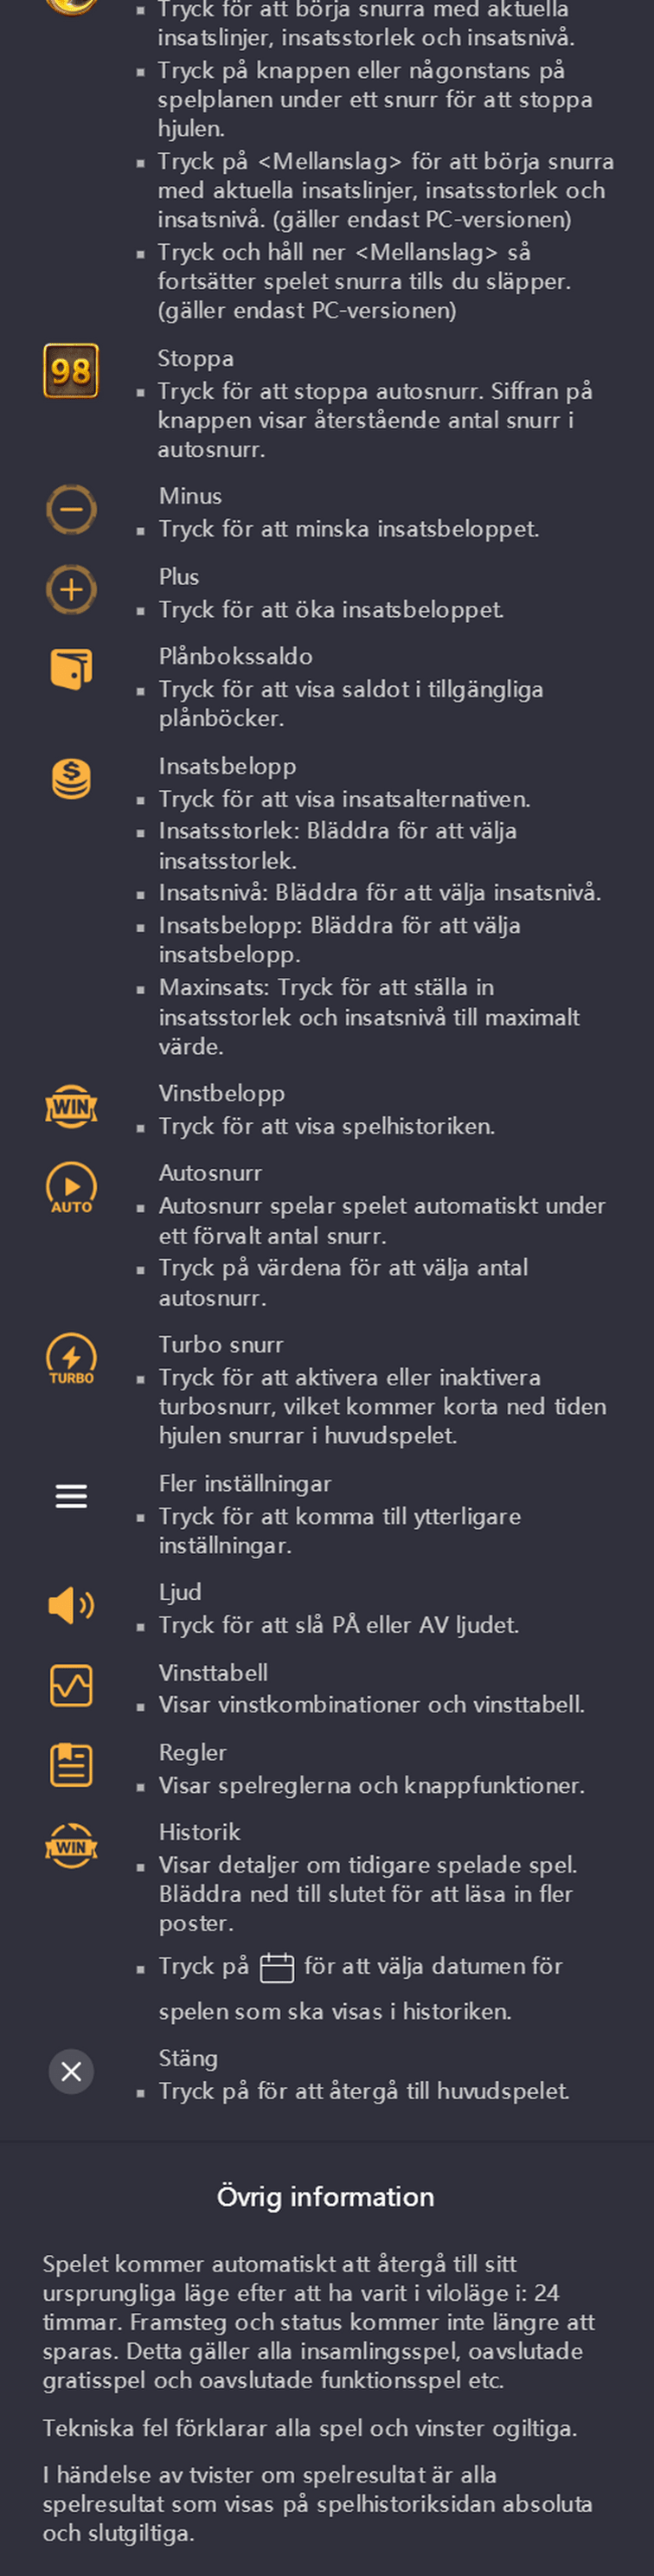 Tryck för att börja snurra med aktuella
insatslinjer, insatsstorlek och insatsnivå.
Tryck på knappen eller någonstans på
spelplanen under ett snurr för att stoppa
hjulen.
Tryck på <Mellanslag> för att börja snurra
med aktuella insatslinjer, insatsstorlek och
insatsnivå. (gäller endast PC-versionen)
Tryck och håll ner <Mellanslag> så
fortsätter spelet snurra tills du släpper.
(gäller endast PC-versionen)
98
Stoppa
Tryck för att stoppa autosnurr. Siffran på
knappen visar återstående antal snurr i
autosnurr.
Minus
Tryck för att minska insatsbeloppet.
Plus
Tryck för att öka insatsbeloppet.
Plånbokssaldo
Tryck för att visa saldot i tillgängliga
plånböcker.
Insatsbelopp
Tryck för att visa insatsalternativen.
Insatsstorlek: Bläddra för att välja
insatsstorlek.
Insatsnivå: Bläddra för att välja insatsnivå.
Insatsbelopp: Bläddra för att välja
insatsbelopp.
Maxinsats: Tryck för att ställa in
insatsstorlek och insatsnivå till maximalt
värde.
WIN
Vinstbelopp
Tryck för att visa spelhistoriken.
AUTO
Autosnurr
Autosnurr spelar spelet automatiskt under
ett förvalt antal snurr.
Tryck på värdena för att välja antal
autosnurr.
TURBO
Turbo snurr
Tryck för att aktivera eller inaktivera
turbosnurr, vilket kommer korta ned tiden
hjulen snurrar i huvudspelet.
Fler inställningar
Tryck för att komma till ytterligare
inställningar.
Ljud
Tryck för att slå PÅ eller AV ljudet.
Vinsttabell
Visar vinstkombinationer och vinsttabell.
Regler
Visar spelreglerna och knappfunktioner.
WIN
Historik
Visar detaljer om tidigare spelade spel.
Bläddra ned till slutet för att läsa in fler
poster.
Tryck på för att välja datumen för
spelen som ska visas i historiken.
Stäng
Tryck på för att återgå till huvudspelet.
Övrig information
Spelet kommer automatiskt att återgå till sitt
ursprungliga läge efter att ha varit i viloläge i: 24
timmar. Framsteg och status kommer inte längre att
sparas. Detta gäller alla insamlingsspel, oavslutade
gratisspel och oavslutade funktionsspel etc.
Tekniska fel förklarar alla spel och vinster ogiltiga.
I händelse av tvister om spelresultat är alla
spelresultat som visas på spelhistoriksidan absoluta
och slutgiltiga.